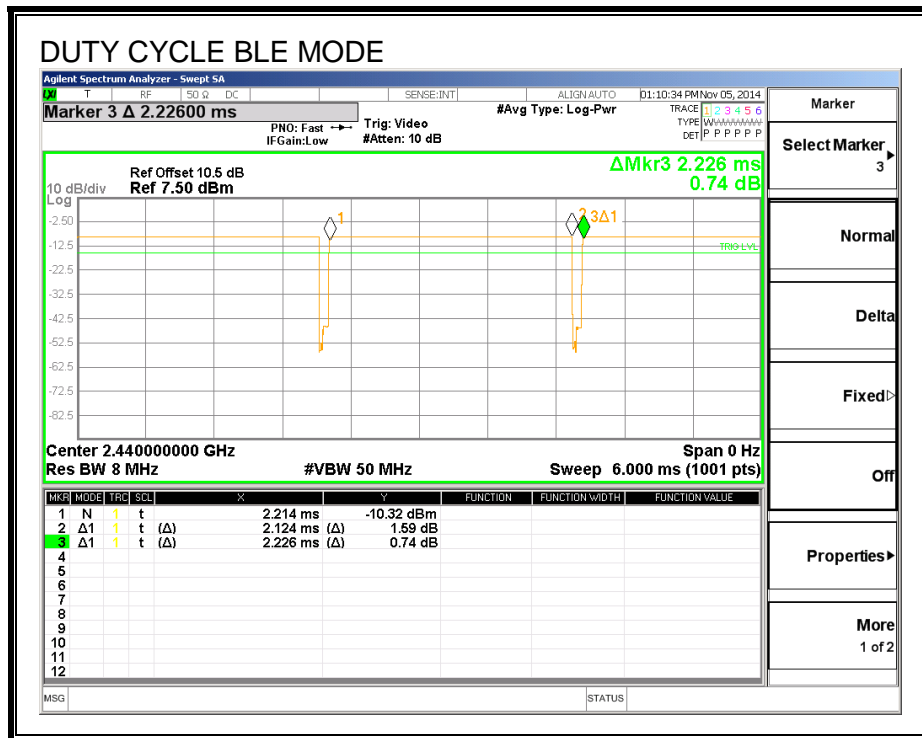 DUTY CYCLE BLE MODE
Agilent Spectrum Analyzer - Swept SA
LXI T RF 50 Ω DC SENSE:INT ALIGN AUTO 01:10:34 PM Nov 05, 2014
Marker 3 Δ 2.22600 ms
PNO: Fast
IFGain:Low
Trig: Video
#Atten: 10 dB
#Avg Type: Log-Pwr
TRACE 1 2 3 4 5 6
TYPE WWWWWW
DET P P P P P P
ΔMkr3 2.226 ms
0.74 dB
Ref Offset 10.5 dB
10 dB/div Ref 7.50 dBm
Log
-2.50
-12.5
-22.5
-32.5
-42.5
-52.5
-62.5
-72.5
-82.5
1
2 3Δ1
TRIG LVL
Center 2.440000000 GHz Span 0 Hz
Res BW 8 MHz #VBW 50 MHz Sweep 6.000 ms (1001 pts)
MKR MODE TRC SCL X Y FUNCTION FUNCTION WIDTH FUNCTION VALUE
1 N 1 t 2.214 ms -10.32 dBm
2 Δ1 1 t (Δ) 2.124 ms (Δ) 1.59 dB
3 Δ1 1 t (Δ) 2.226 ms (Δ) 0.74 dB
4
5
6
7
8
9
10
11
12
MSG STATUS
Marker
Select Marker
3
Normal
Delta
Fixed
Off
Properties
More
1 of 2